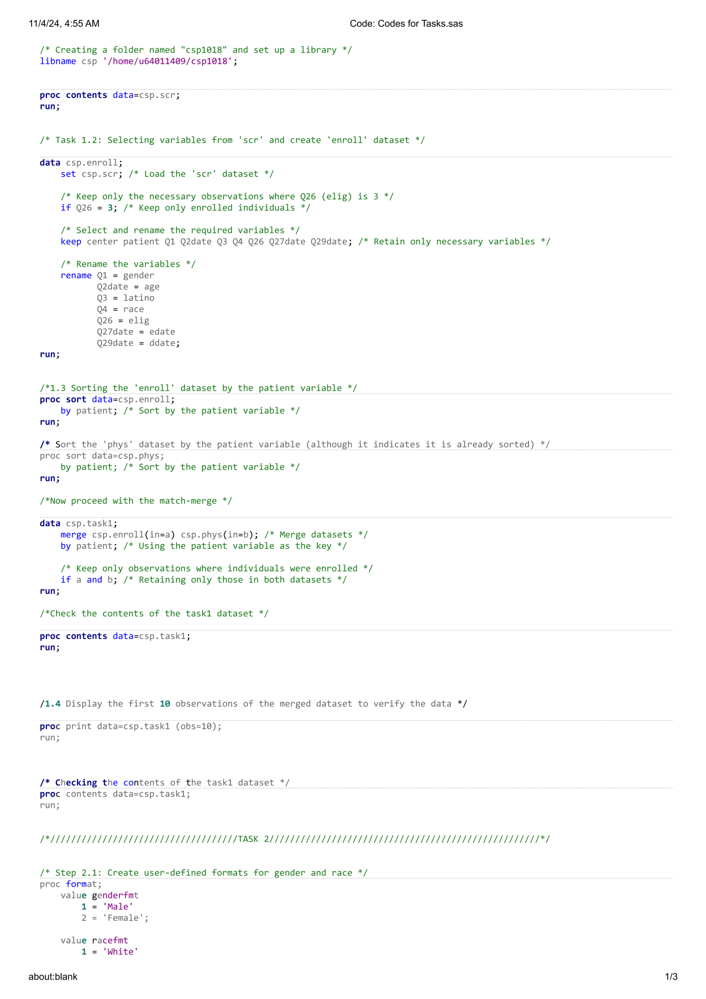 11/4/24, 4:55 AM Code: Codes for Tasks.sas
/* Creating a folder named "csp1018" and set up a library */
libname csp '/home/u64011409/csp1018';
proc contents data=csp.scr;
run;
/* Task 1.2: Selecting variables from 'scr' and create 'enroll' dataset */
data csp.enroll;
set csp.scr; /* Load the 'scr' dataset */
/* Keep only the necessary observations where Q26 (elig) is 3 */
if Q26 = 3; /* Keep only enrolled individuals */
/* Select and rename the required variables */
keep center patient Q1 Q2date Q3 Q4 Q26 Q27date Q29date; /* Retain only necessary variables */
/* Rename the variables */
rename Q1 = gender
Q2date = age
Q3 = latino
Q4 = race
Q26 = elig
Q27date = edate
Q29date = ddate;
run;
/*1.3 Sorting the 'enroll' dataset by the patient variable */
proc sort data=csp.enroll;
by patient; /* Sort by the patient variable */
run;
/* Sort the 'phys' dataset by the patient variable (although it indicates it is already sorted) */
proc sort data=csp.phys;
by patient; /* Sort by the patient variable */
run;
/*Now proceed with the match-merge */
data csp.task1;
merge csp.enroll(in=a) csp.phys(in=b); /* Merge datasets */
by patient; /* Using the patient variable as the key */
/* Keep only observations where individuals were enrolled */
if a and b; /* Retaining only those in both datasets */
run;
/*Check the contents of the task1 dataset */
proc contents data=csp.task1;
run;
/1.4 Display the first 10 observations of the merged dataset to verify the data */
proc print data=csp.task1 (obs=10);
run;
/* Checking the contents of the task1 dataset */
proc contents data=csp.task1;
run;
/*////////////////////////////////////TASK 2////////////////////////////////////////////////////*/
/* Step 2.1: Create user-defined formats for gender and race */
proc format;
value genderfmt
1 = 'Male'
2 = 'Female';
value racefmt
1 = 'White'
about:blank 1/3